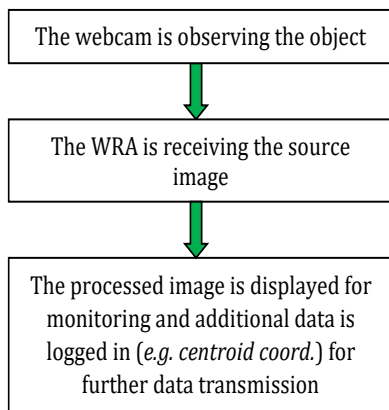 The webcam is observing the object
The WRA is receiving the source
image
The processed image is displayed for
monitoring and additional data is
logged in (e.g. centroid coord.) for
further data transmission